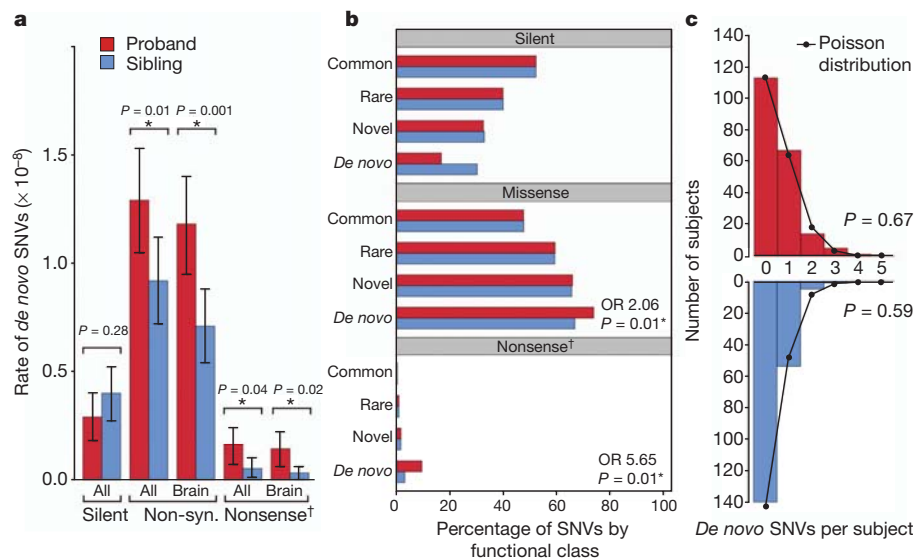 a
Proband
Sibling
Rate of de novo SNVs (× 10⁻⁸)
1.5
1.0
0.5
0.0
P = 0.28
P = 0.01
*
P = 0.001
*
P = 0.04
*
P = 0.02
*
All
All
Brain
All
Brain
Silent
Non-syn.
Nonsense†
b
Silent
Common
Rare
Novel
De novo
Missense
Common
Rare
Novel
De novo
OR 2.06
P = 0.01*
Nonsense†
Common
Rare
Novel
De novo
OR 5.65
P = 0.01*
0 20 40 60 80 100
Percentage of SNVs by
functional class
c
Poisson
distribution
Number of subjects
140
120
100
80
60
40
20
0
0 1 2 3 4 5
P = 0.67
0
20
40
60
80
100
120
140
P = 0.59
De novo SNVs per subject